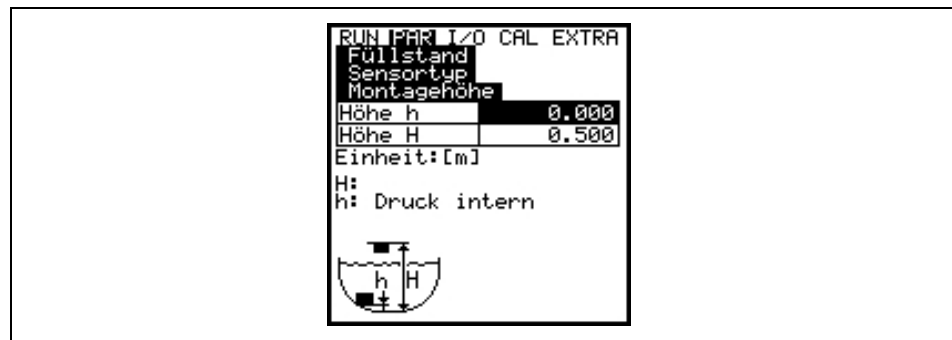 RUN PAR I/O CAL EXTRA
Füllstand
Sensortyp
Montagehöhe
Höhe h 0.000
Höhe H 0.500
Einheit:[m]
H:
h: Druck intern
h H